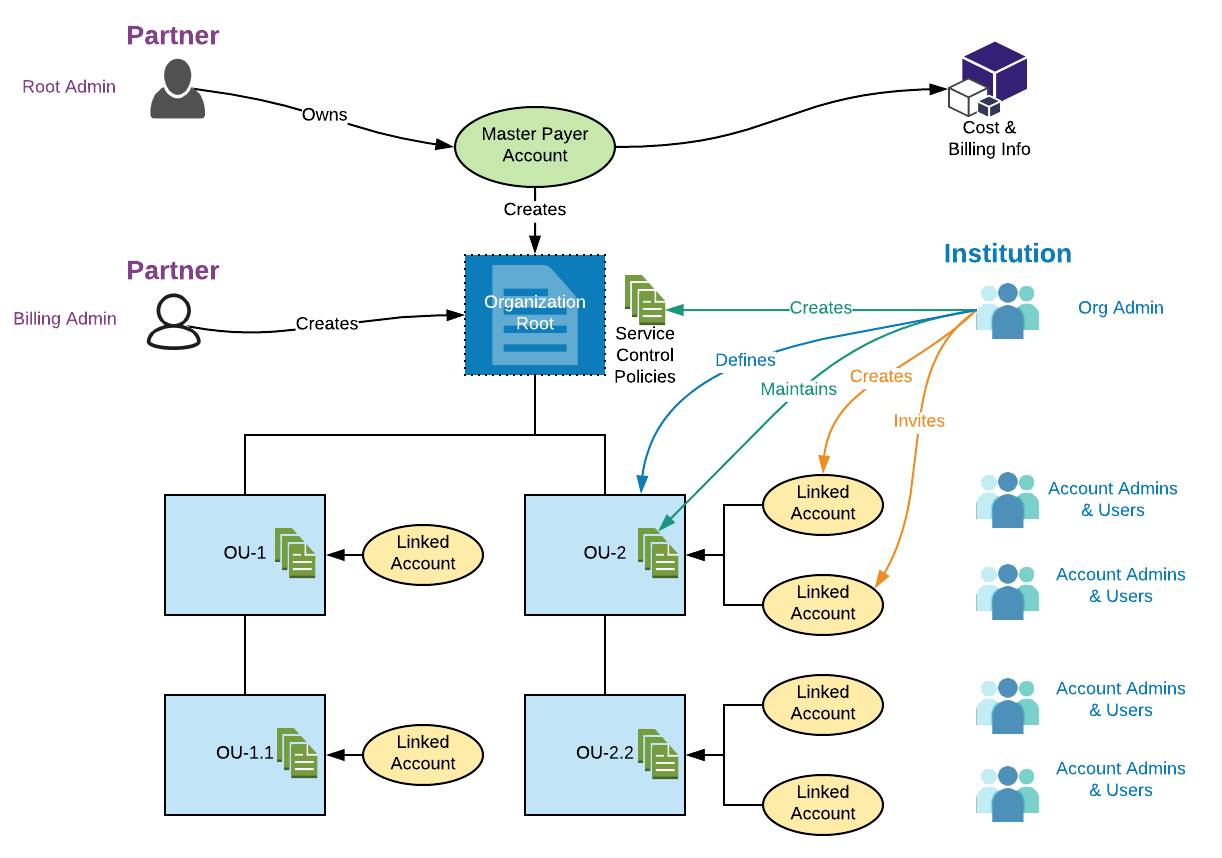 Partner
Root Admin
Owns
Master Payer
Account
Cost &
Billing Info
Creates
Partner
Billing Admin
Creates
Organization
Root
Service
Control
Policies
Institution
Org Admin
Creates
Defines
Maintains
Creates
Invites
OU-1
Linked
Account
OU-2
Linked
Account
Linked
Account
Account Admins
& Users
Account Admins
& Users
OU-1.1
Linked
Account
OU-2.2
Linked
Account
Linked
Account
Account Admins
& Users
Account Admins
& Users